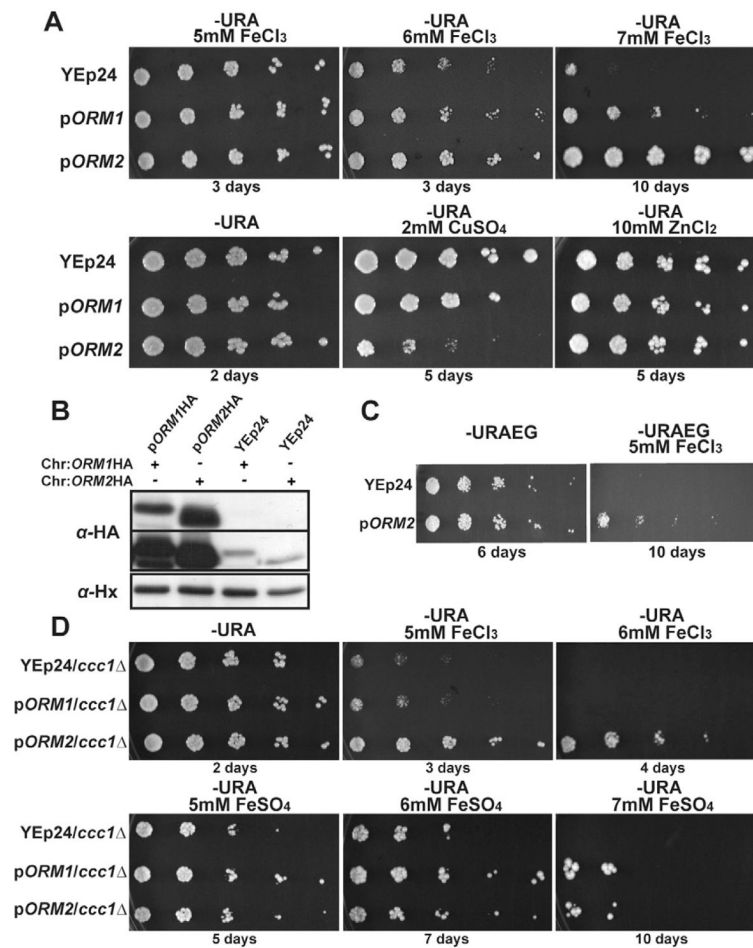 A
-URA
5mM FeCl3
-URA
6mM FeCl3
-URA
7mM FeCl3
YEp24
pORM1
pORM2
3 days
3 days
10 days
-URA
-URA
2mM CuSO4
-URA
10mM ZnCl2
YEp24
pORM1
pORM2
2 days
5 days
5 days
B
pORM1HA
pORM2HA
YEp24
YEp24
Chr:ORM1HA + - + -
Chr:ORM2HA - + - +
α-HA
α-Hx
C
-URAEG
-URAEG
5mM FeCl3
YEp24
pORM2
6 days
10 days
D
-URA
-URA
5mM FeCl3
-URA
6mM FeCl3
YEp24/ccc1Δ
pORM1/ccc1Δ
pORM2/ccc1Δ
2 days
3 days
4 days
-URA
5mM FeSO4
-URA
6mM FeSO4
-URA
7mM FeSO4
YEp24/ccc1Δ
pORM1/ccc1Δ
pORM2/ccc1Δ
5 days
7 days
10 days